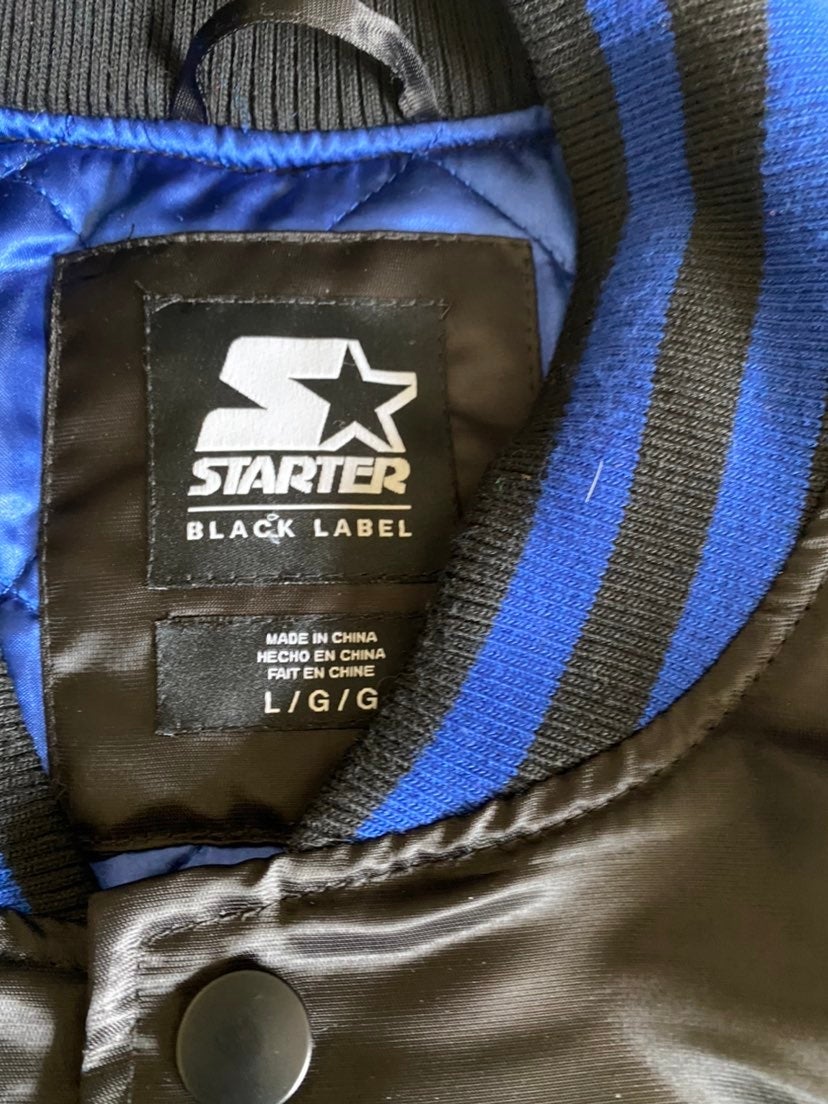 STARTER
BLACK LABEL
MADE IN CHINA
HECHO EN CHINA
FAIT EN CHINE
L/G/G